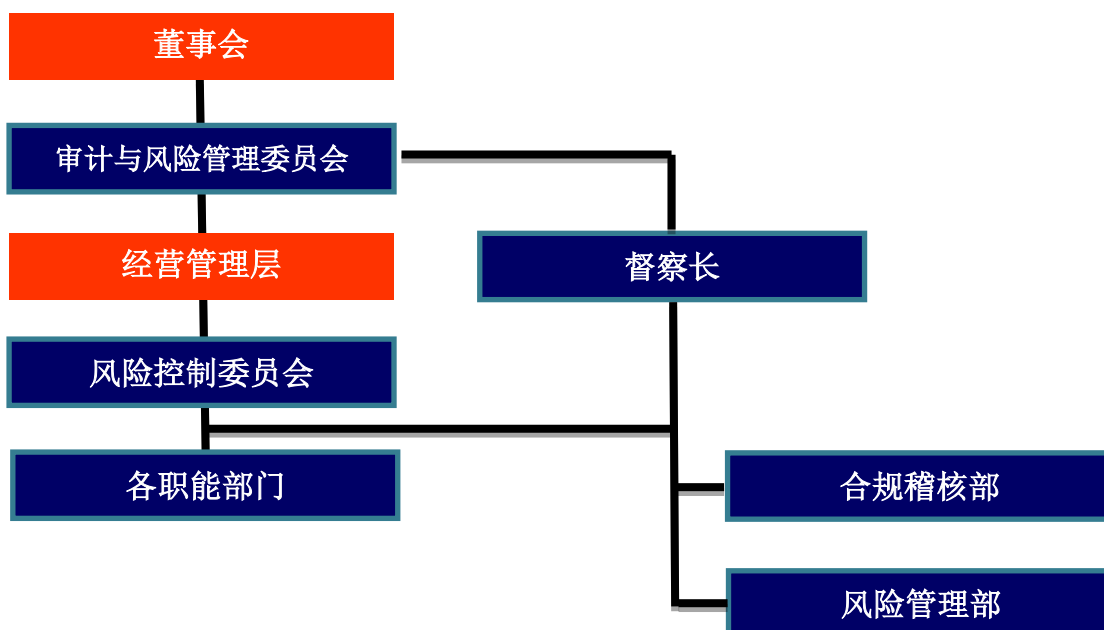 董事会
审计与风险管理委员会
经营管理层
督察长
风险控制委员会
各职能部门
合规稽核部
风险管理部